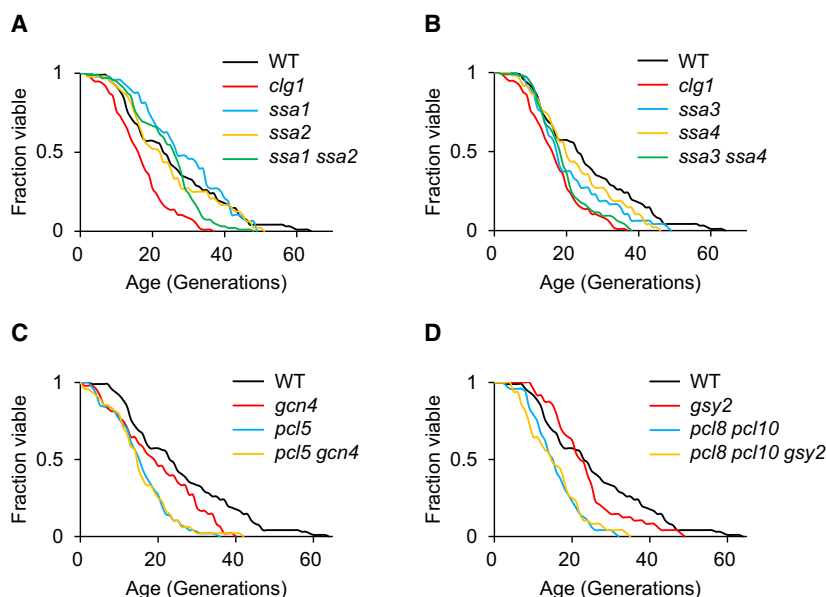 A
WT
clg1
ssa1
ssa2
ssa1 ssa2
Fraction viable
1
0.5
0
0 20 40 60
Age (Generations)
B
WT
clg1
ssa3
ssa4
ssa3 ssa4
Fraction viable
1
0.5
0
0 20 40 60
Age (Generations)
C
WT
gcn4
pcl5
pcl5 gcn4
Fraction viable
1
0.5
0
0 20 40 60
Age (Generations)
D
WT
gsy2
pcl8 pcl10
pcl8 pcl10 gsy2
Fraction viable
1
0.5
0
0 20 40 60
Age (Generations)